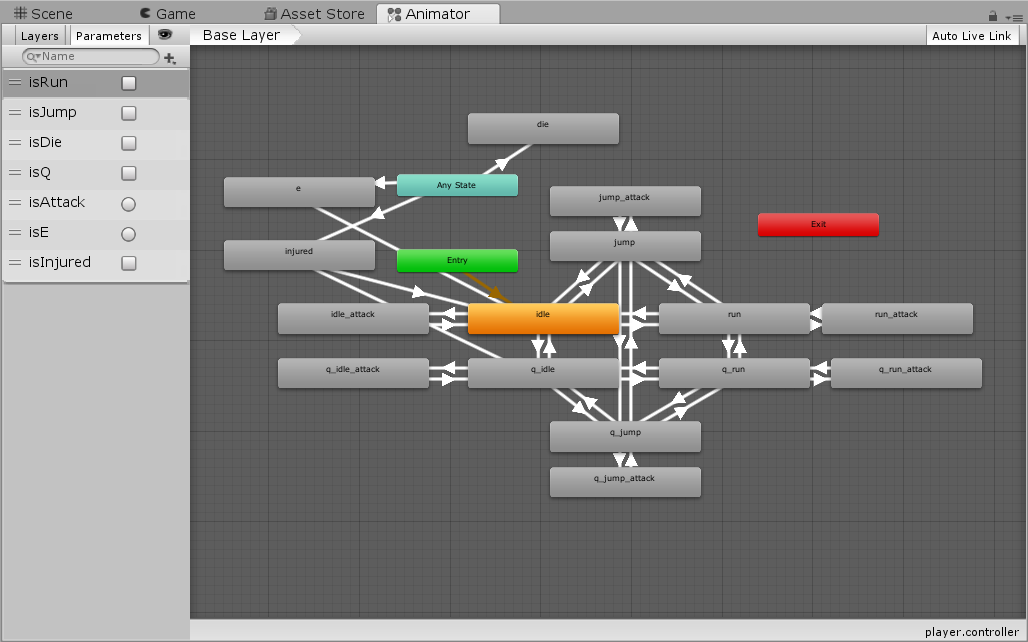 Scene
Game
Asset Store
Animator
Layers
Parameters
Base Layer
Auto Live Link
Name
isRun
isJump
isDie
isQ
isAttack
isE
isInjured
die
e
Any State
jump_attack
Exit
jump
injured
Entry
idle_attack
idle
run
run_attack
q_idle_attack
q_idle
q_run
q_run_attack
q_jump
q_jump_attack
player.controller